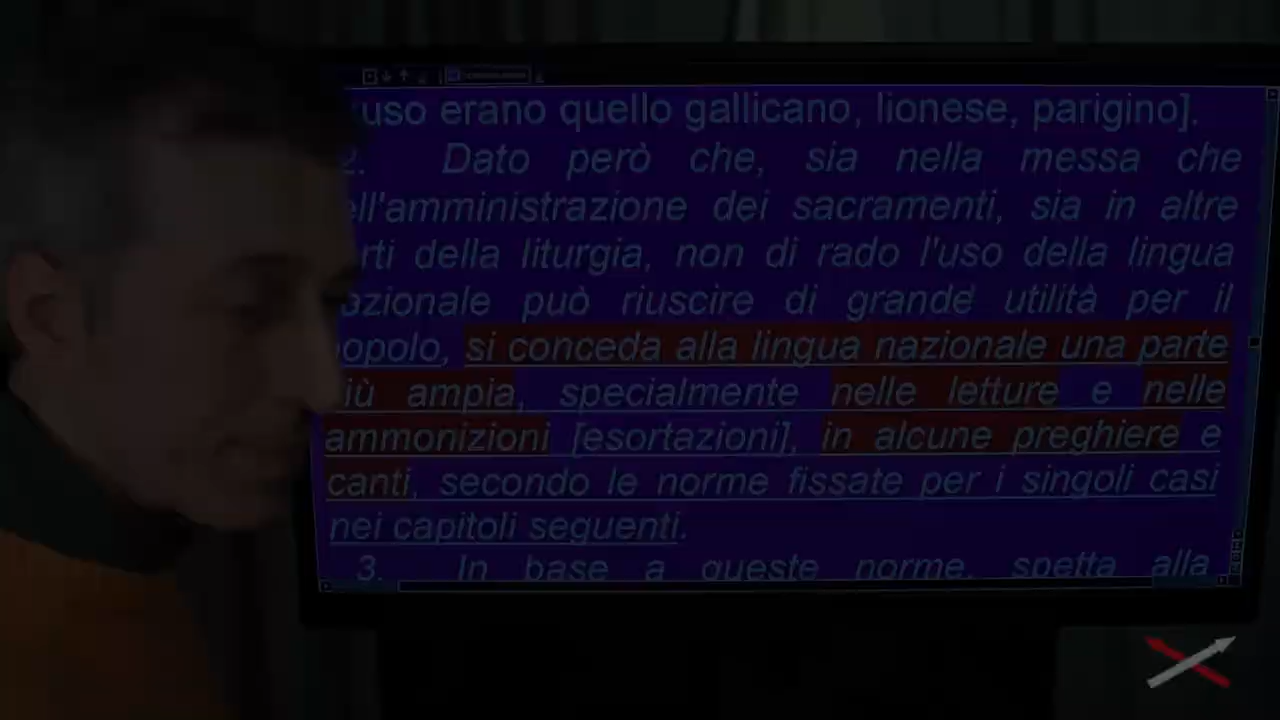 uso erano quello gallicano, lionese, parigino].
2. Dato però che, sia nella messa che
ell'amministrazione dei sacramenti, sia in altre
rti della liturgia, non di rado l'uso della lingua
azionale può riuscire di grande utilità per il
opolo, si conceda alla lingua nazionale una parte
iù ampia, specialmente nelle letture e nelle
ammonizioni [esortazioni], in alcune preghiere e
canti, secondo le norme fissate per i singoli casi
nei capitoli seguenti.
3. In base a queste norme, spetta alla